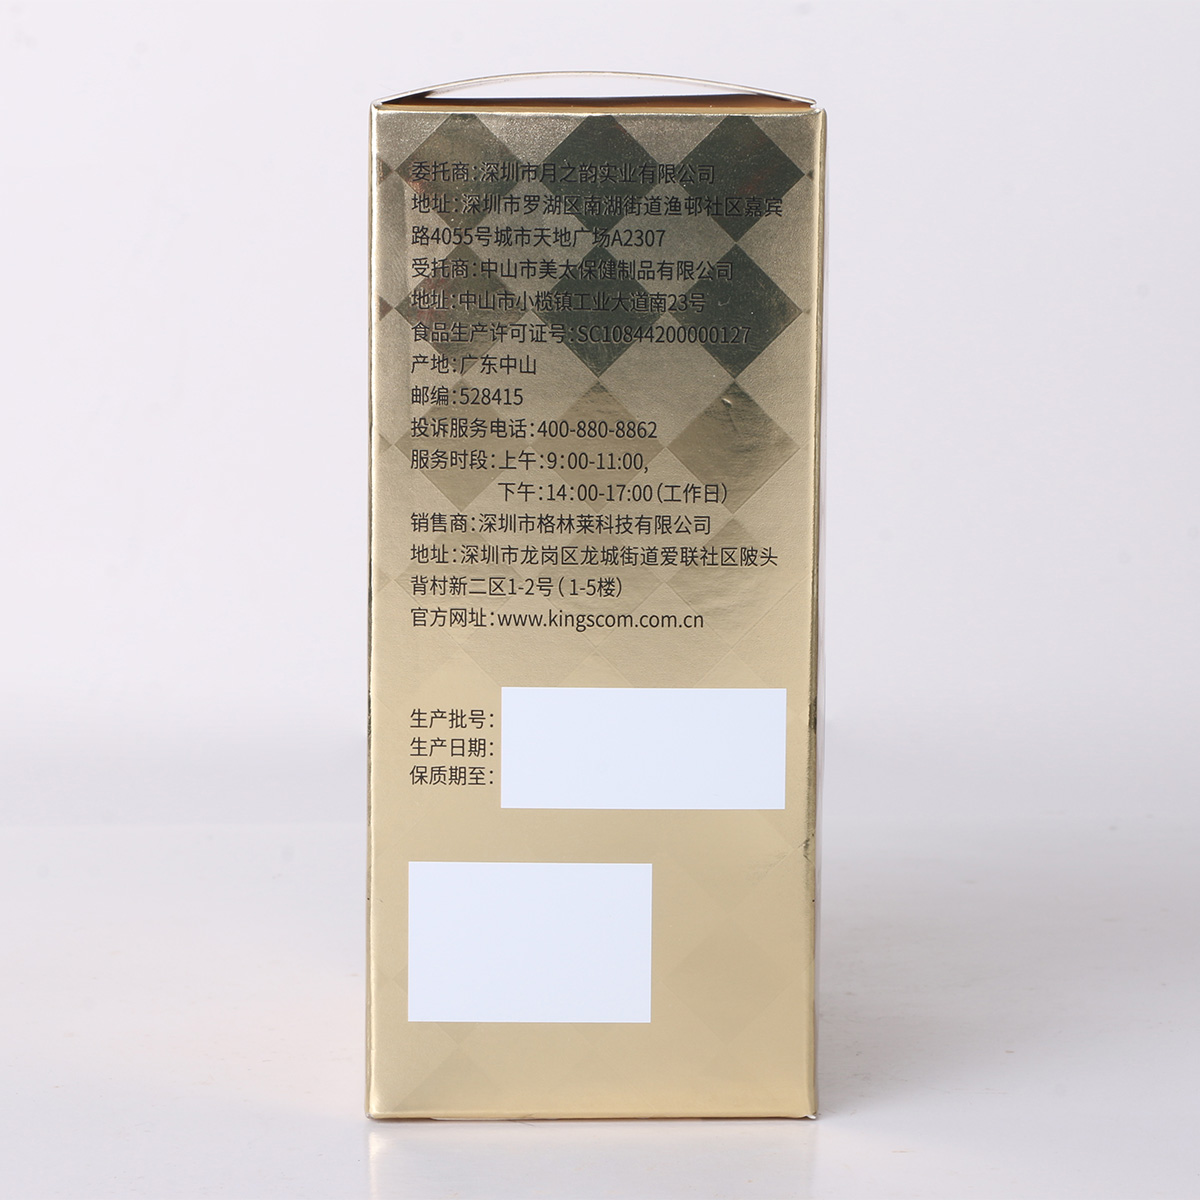 委托商:深圳市月之韵实业有限公司
地址:深圳市罗湖区南湖街道渔邨社区嘉宾
路4055号城市天地广场A2307
受托商:中山市美太保健制品有限公司
地址:中山市小榄镇工业大道南23号
食品生产许可证号:SC10844200000127
产地:广东中山
邮编:528415
投诉服务电话:400-880-8862
服务时段:上午:9:00-11:00,
下午:14:00-17:00(工作日)
销售商:深圳市格林莱科技有限公司
地址:深圳市龙岗区龙城街道爱联社区陂头
背村新二区1-2号(1-5楼)
官方网址:www.kingscom.com.cn
生产批号:
生产日期:
保质期至: